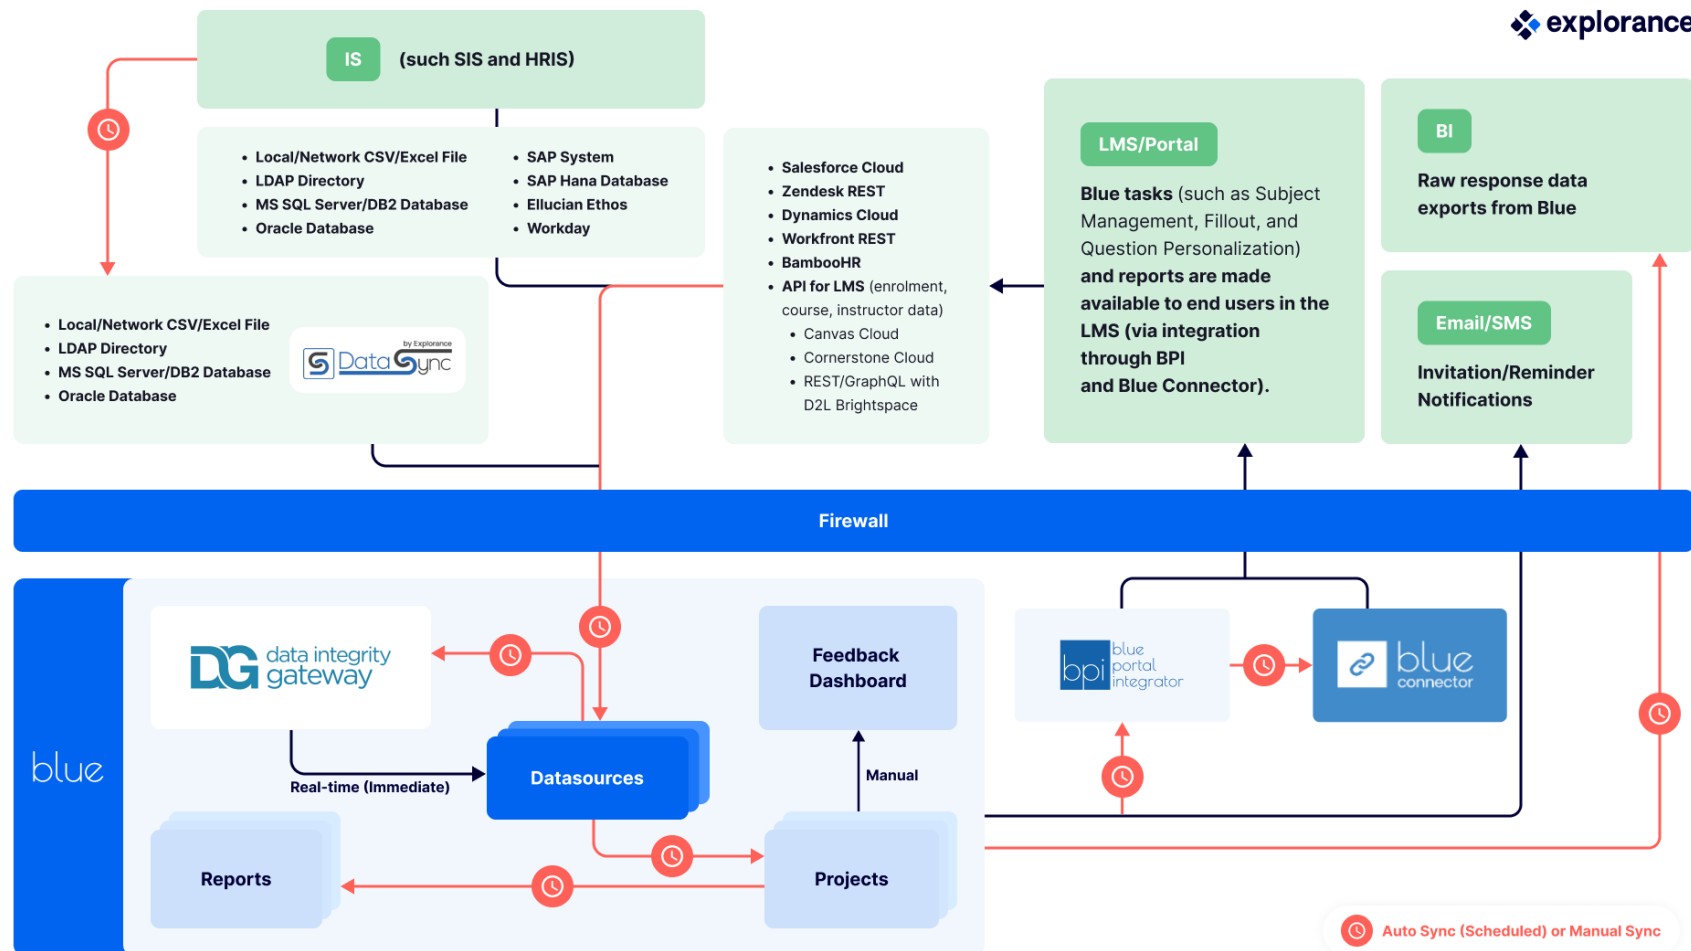 explorance
IS
(such SIS and HRIS)
• Local/Network CSV/Excel File
• LDAP Directory
• MS SQL Server/DB2 Database
• Oracle Database
• SAP System
• SAP Hana Database
• Ellucian Ethos
• Workday
• Local/Network CSV/Excel File
• LDAP Directory
• MS SQL Server/DB2 Database
• Oracle Database
by Explorance
S DataSync
• Salesforce Cloud
• Zendesk REST
• Dynamics Cloud
• Workfront REST
• BambooHR
• API for LMS (enrolment,
course, instructor data)
• Canvas Cloud
• Cornerstone Cloud
• REST/GraphQL with
D2L Brightspace
LMS/Portal
Blue tasks (such as Subject
Management, Fillout, and
Question Personalization)
and reports are made
available to end users in the
LMS (via integration
through BPI
and Blue Connector).
BI
Raw response data
exports from Blue
Email/SMS
Invitation/Reminder
Notifications
Firewall
blue
DG data integrity
gateway
Real-time (Immediate)
Datasources
Feedback
Dashboard
Manual
Reports
Projects
bpi
blue
portal
integrator
blue
connector
Auto Sync (Scheduled) or Manual Sync